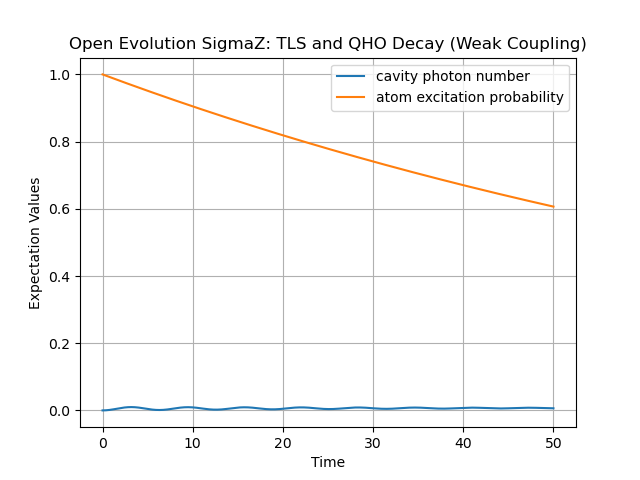 Open Evolution SigmaZ: TLS and QHO Decay (Weak Coupling)
cavity photon number
atom excitation probability
1.0
0.8
0.6
0.4
0.2
0.0
Expectation Values
0 10 20 30 40 50
Time